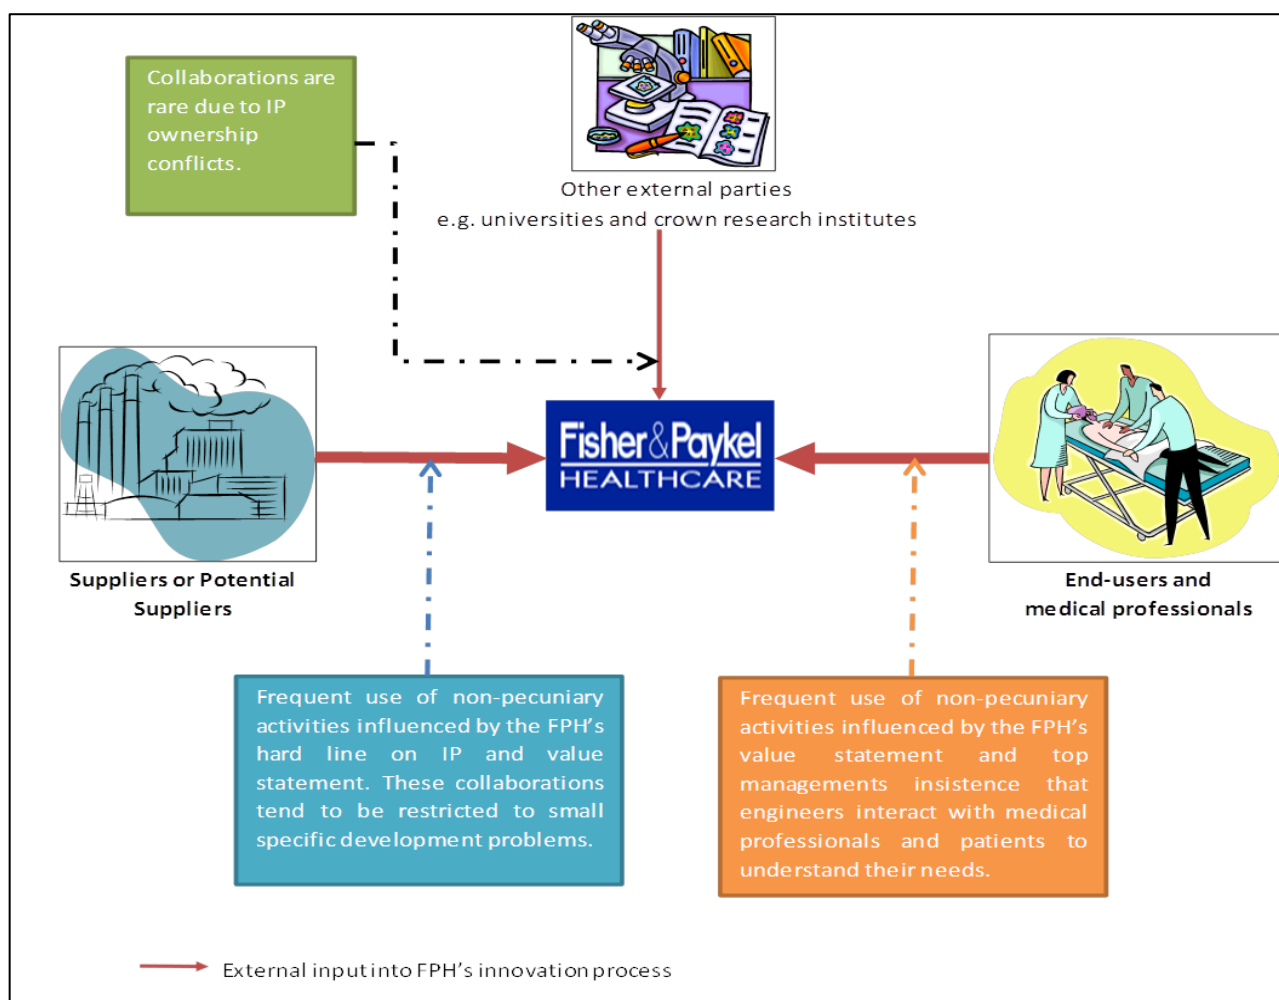 Collaborations are
rare due to IP
ownership
conflicts.
Other external parties
e.g. universities and crown research institutes
Fisher&Paykel
HEALTHCARE
Suppliers or Potential
Suppliers
End-users and
medical professionals
Frequent use of non-pecuniary
activities influenced by the FPH's
hard line on IP and value
statement. These collaborations
tend to be restricted to small
specific development problems.
Frequent use of non-pecuniary
activities influenced by the FPH's
value statement and top
managements insistence that
engineers interact with medical
professionals and patients to
understand their needs.
External input into FPH's innovation process